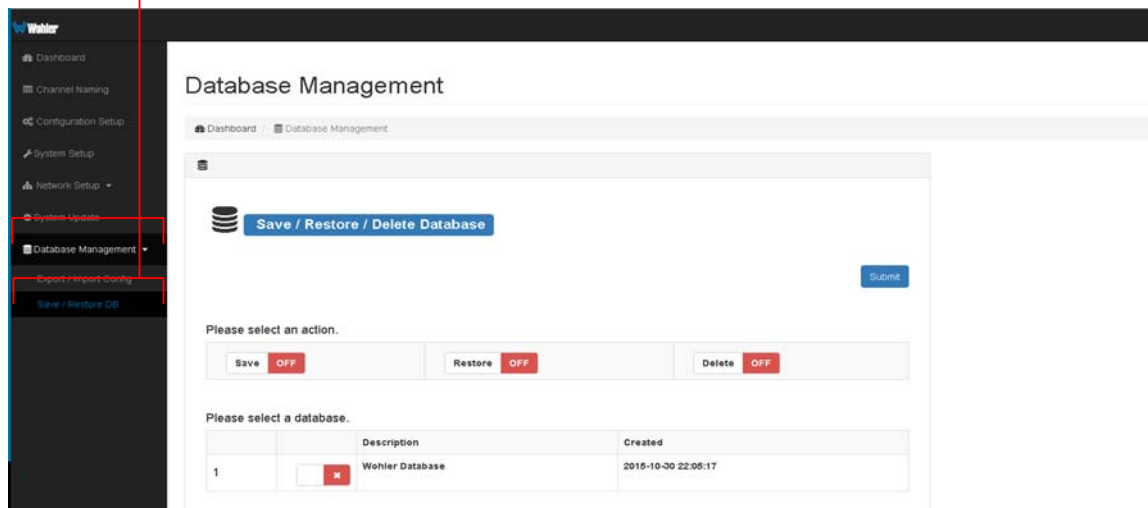 Wohler
Dashboard
Channel Naming
Configuration Setup
System Setup
Network Setup
System Update
Database Management
Export / Import Config
Save / Restore DB
Database Management
Dashboard / Database Management
Save / Restore / Delete Database
Submit
Please select an action.
Save OFF Restore OFF Delete OFF
Please select a database.
Description Created
1 Wohler Database 2015-10-30 22:05:17